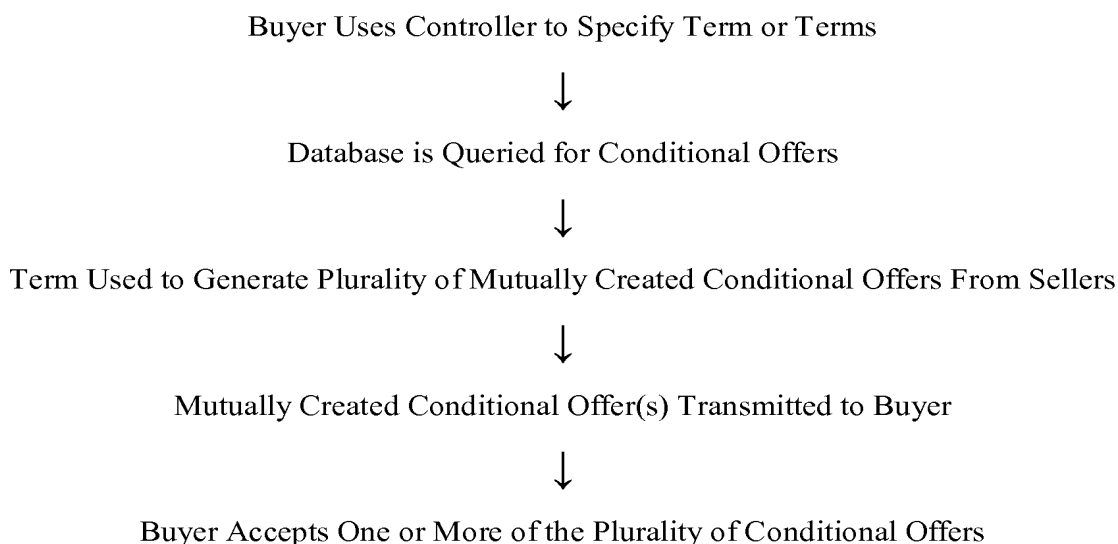 Buyer Uses Controller to Specify Term or Terms
↓
Database is Queried for Conditional Offers
↓
Term Used to Generate Plurality of Mutually Created Conditional Offers From Sellers
↓
Mutually Created Conditional Offer(s) Transmitted to Buyer
↓
Buyer Accepts One or More of the Plurality of Conditional Offers